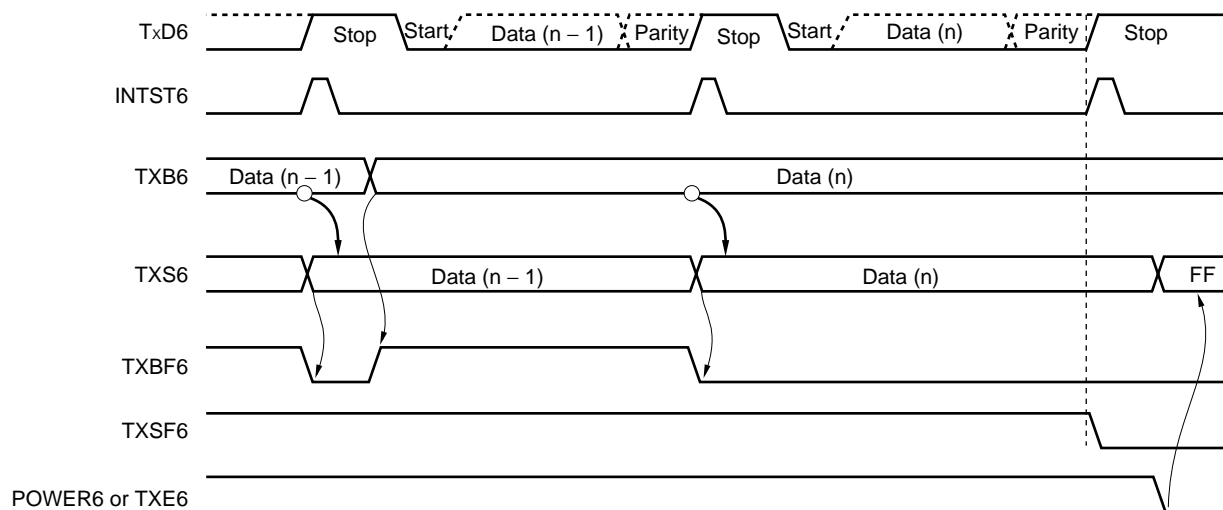 TxD6 Stop Start Data (n − 1) Parity Stop Start Data (n) Parity Stop
INTST6
TXB6 Data (n − 1) Data (n)
TXS6 Data (n − 1) Data (n) FF
TXBF6
TXSF6
POWER6 or TXE6